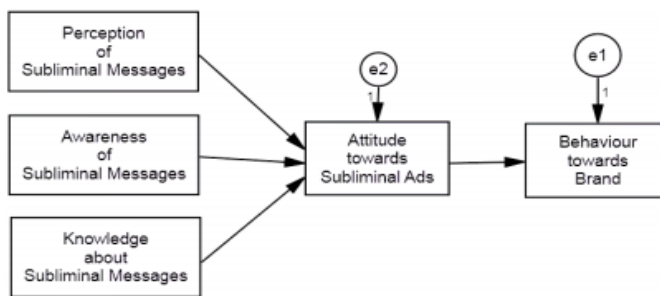 Perception
of
Subliminal Messages
Awareness
of
Subliminal Messages
Knowledge
about
Subliminal Messages
e2
1
Attitude
towards
Subliminal Ads
e1
1
Behaviour
towards
Brand